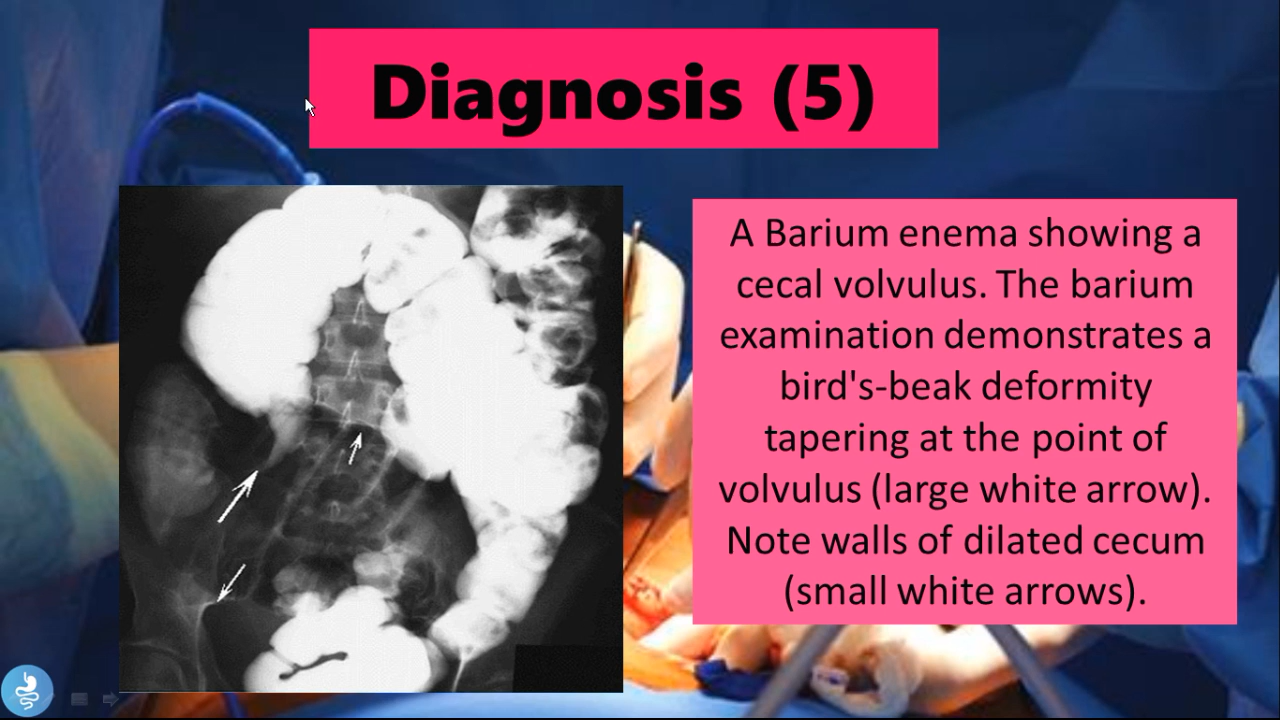 Diagnosis (5)
A Barium enema showing a
cecal volvulus. The barium
examination demonstrates a
bird's-beak deformity
tapering at the point of
volvulus (large white arrow).
Note walls of dilated cecum
(small white arrows).